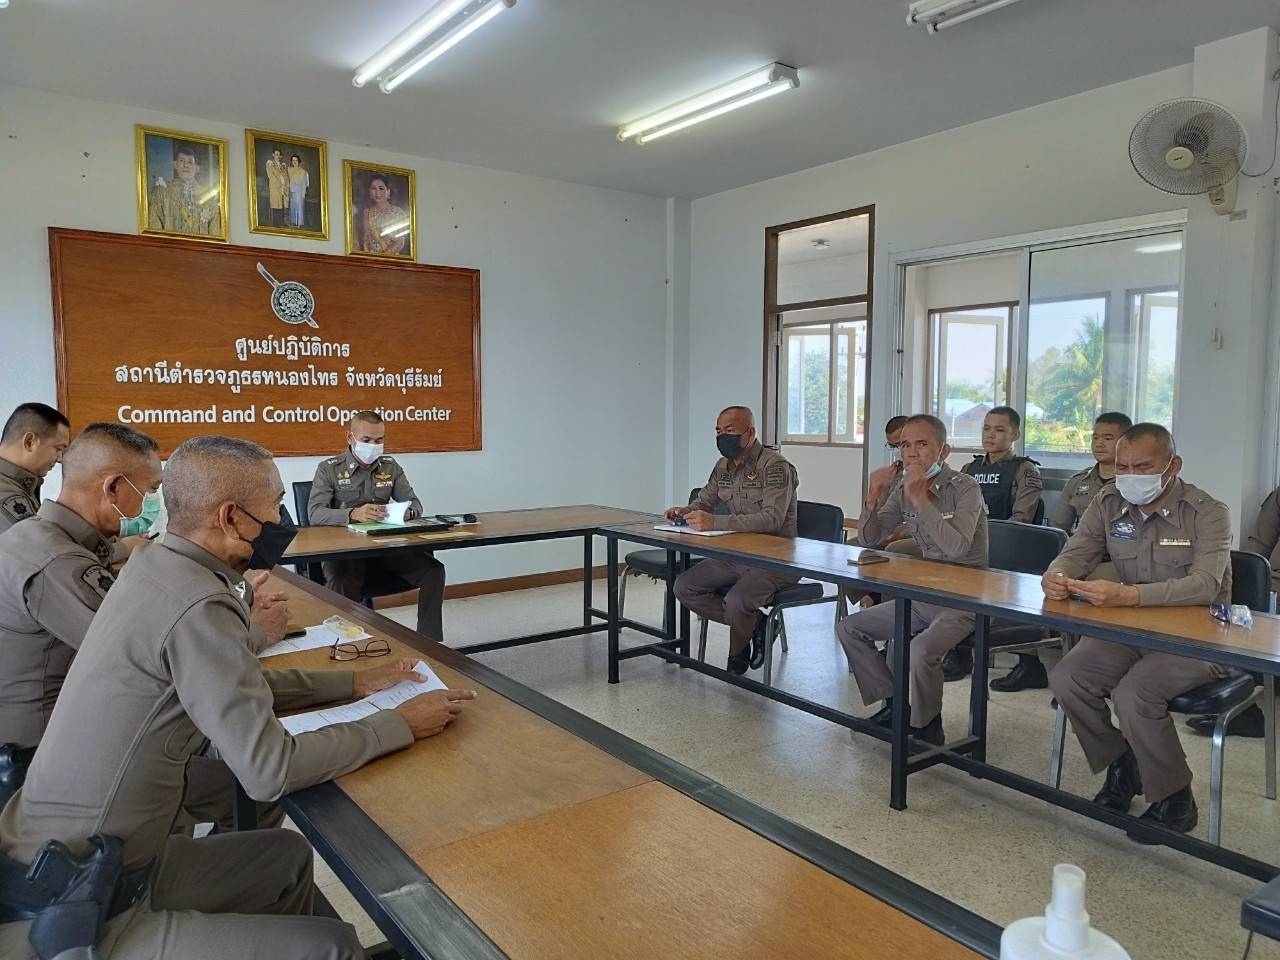 ศูนย์ปฏิบัติการ
สถานีตำรวจภูธรหนองไทร จังหวัดบุรีรัมย์
Command and Control Operation Center
POLICE